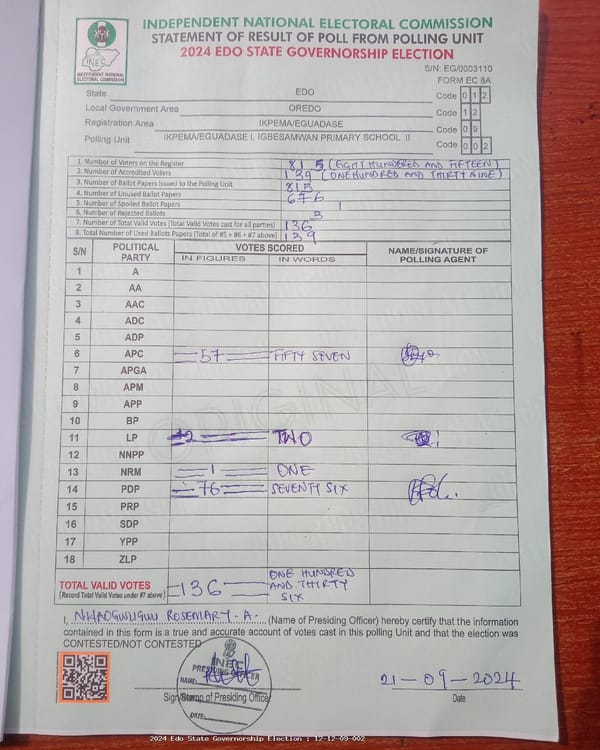 INDEPENDENT NATIONAL ELECTORAL COMMISSION
STATEMENT OF RESULT OF POLL FROM POLLING UNIT
2024 EDO STATE GOVERNORSHIP ELECTION
INEC
INDEPENDENT NATIONAL ELECTORAL COMMISSION
S/N: EG/0003110
FORM EC 8A
State EDO Code 0 1 2
Local Government Area OREDO Code 1 2
Registration Area IKPEMA/EGUADASE Code 0 9
Polling Unit IKPEMA/EGUADASE I, IGBESAMWAN PRIMARY SCHOOL II Code 0 0 2
1. Number of Voters on the Register 815 (EIGHT HUNDRED AND FIFTEEN)
2. Number of Accredited Voters 139 (ONE HUNDRED AND THIRTY NINE)
3. Number of Ballot Papers Issued to the Polling Unit 815
4. Number of Unused Ballot Papers 676
5. Number of Spoiled Ballot Papers 1
6. Number of Rejected Ballots
7. Number of Total Valid Votes (Total Valid Votes cast for all parties) 136
8. Total Number of Used Ballots Papers (Total of #5 + #6 + #7 above) 139
S/N POLITICAL PARTY VOTES SCORED NAME/SIGNATURE OF POLLING AGENT
IN FIGURES IN WORDS
1 A
2 AA
3 AAC
4 ADC
5 ADP
6 APC 57 FIFTY SEVEN
7 APGA
8 APM
9 APP
10 BP
11 LP 2 TWO
12 NNPP
13 NRM 1 ONE
14 PDP 76 SEVENTY SIX
15 PRP
16 SDP
17 YPP
18 ZLP
ORIGINAL
TOTAL VALID VOTES 136 ONE HUNDRED AND THIRTY SIX
(Record Total Valid Votes under #7 above)
I, ROSEMARY. A. (Name of Presiding Officer) hereby certify that the information
contained in this form is a true and accurate account of votes cast in this polling Unit and that the election was
CONTESTED/NOT CONTESTED
INEC
PRESIDING OFFICER
NAME:
DATE:
Sign/Stamp of Presiding Officer
21-09-2024
Date
2024 Edo State Governorship Election : 12-12-09-002